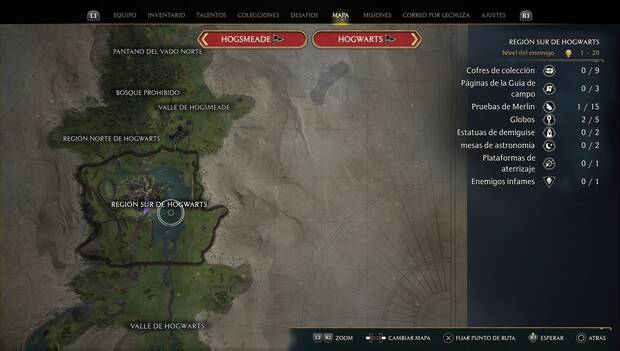 L1 EQUIPO INVENTARIO TALENTOS COLECCIONES DESAFÍOS MAPA MISIONES CORREO POR LECHUZA AJUSTES R1
HOGSMEADE HOGWARTS
PANTANO DEL VADO NORTE
BOSQUE PROHIBIDO
VALLE DE HOGSMEADE
REGIÓN NORTE DE HOGWARTS
REGIÓN SUR DE HOGWARTS
VALLE DE HOGWARTS
REGIÓN SUR DE HOGWARTS
Nivel del enemigo 1 - 20
Cofres de colección 0 / 9
Páginas de la Guía de
campo 0 / 3
Pruebas de Merlín 1 / 15
Globos 2 / 5
Estatuas de demiguise 0 / 2
mesas de astronomía 0 / 2
Plataformas de
aterrizaje 0 / 1
Enemigos infames 0 / 1
L2 R2 ZOOM CAMBIAR MAPA FIJAR PUNTO DE RUTA R3 ESPERAR ATRÁS